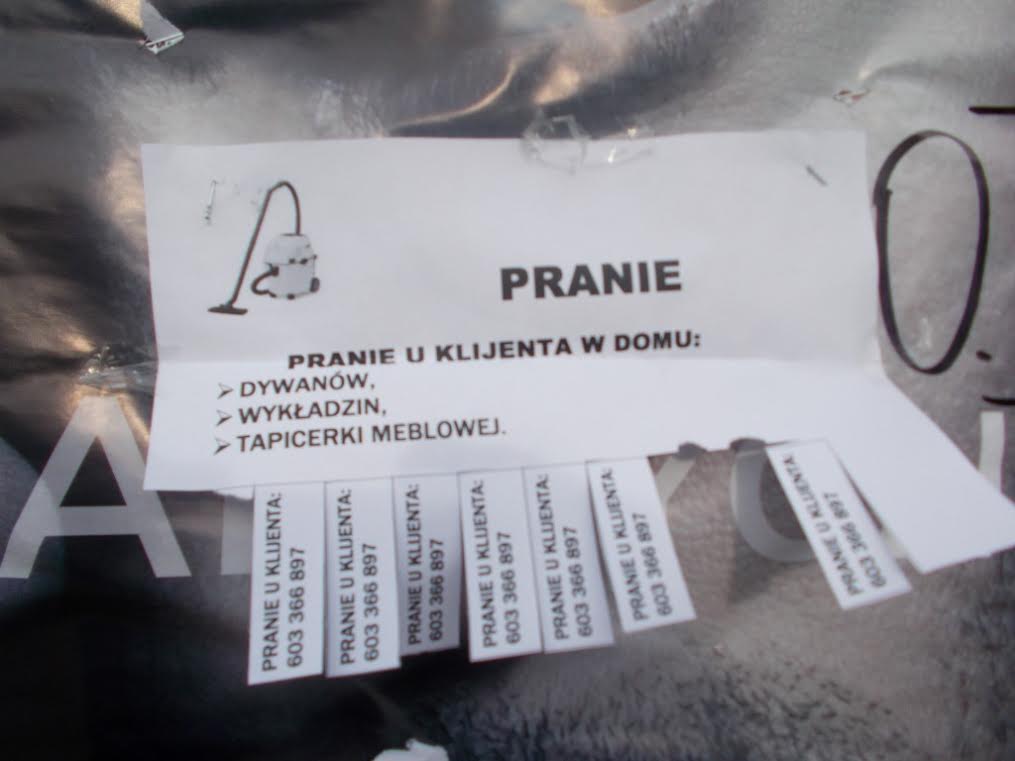 PRANIE
PRANIE U KLIJENTA W DOMU:
➢ DYWANÓW,
➢ WYKŁADZIN,
➢ TAPICERKI MEBLOWEJ.
PRANIE U KLIJENTA:
603 366 897
PRANIE U KLIJENTA:
603 366 897
PRANIE U KLIJENTA:
603 366 897
PRANIE U KLIJENTA:
603 366 897
PRANIE U KLIJENTA:
603 366 897
PRANIE U KLIJENTA:
603 366 897
PRANIE U KLIJENTA:
603 366 897